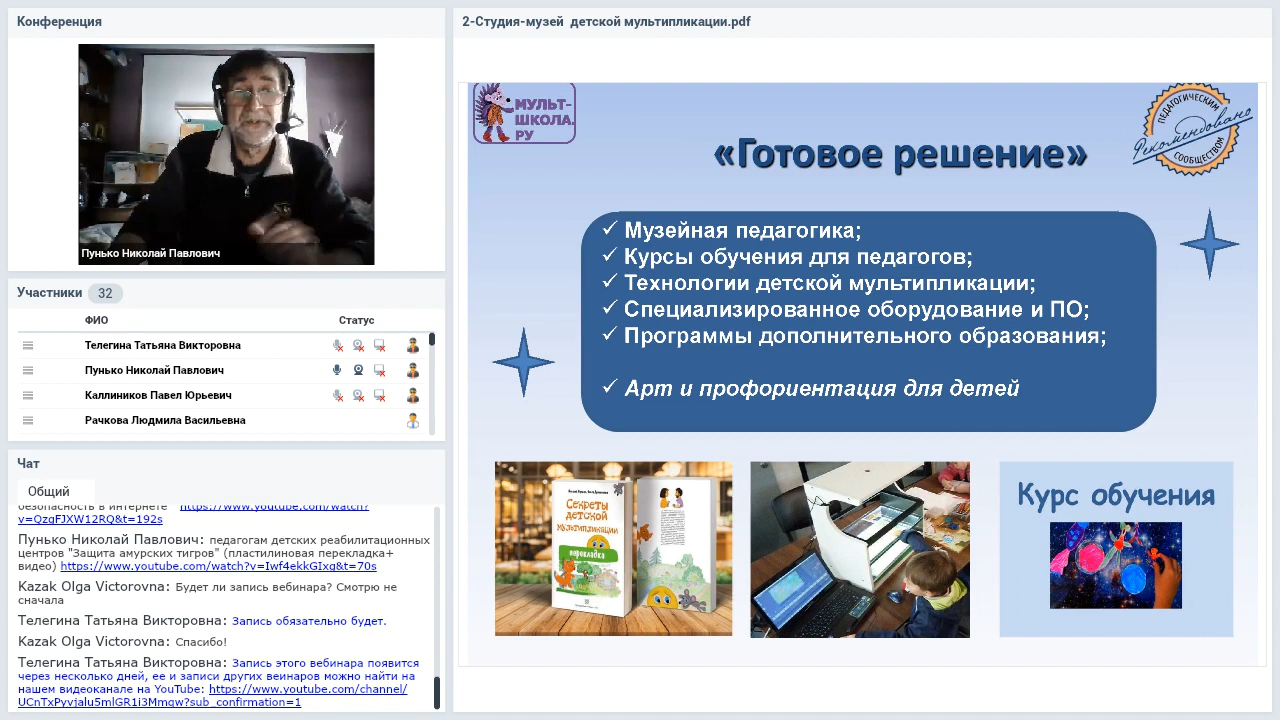 Конференция
Пунько Николай Павлович
Участники 32
ФИО Статус
Телегина Татьяна Викторовна
Пунько Николай Павлович
Каллиников Павел Юрьевич
Рачкова Людмила Васильевна
Чат
Общий
безопасность в интернете https://www.youtube.com/watch?
v=QzgFJXW12RQ&t=192s
Пунько Николай Павлович: педагогам детских реабилитационных
центров "Защита амурских тигров" (пластилиновая перекладка+
видео) https://www.youtube.com/watch?v=Iwf4ekkGIxg&t=70s
Kazak Olga Victorovna: Будет ли запись вебинара? Смотрю не
сначала
Телегина Татьяна Викторовна: Запись обязательно будет.
Kazak Olga Victorovna: Спасибо!
Телегина Татьяна Викторовна: Запись этого вебинара появится
через несколько дней, ее и записи других веинаров можно найти на
нашем видеоканале на YouTube: https://www.youtube.com/channel/
UCnTxPyvjalu5mlGR1i3Mmqw?sub_confirmation=1
2-Студия-музей детской мультипликации.pdf
МУЛЬТ-
ШКОЛА.
РУ
ПЕДАГОГИЧЕСКИМ
Рекомендовано
СООБЩЕСТВОМ
«Готовое решение»
✓ Музейная педагогика;
✓ Курсы обучения для педагогов;
✓ Технологии детской мультипликации;
✓ Специализированное оборудование и ПО;
✓ Программы дополнительного образования;
✓ Арт и профориентация для детей
Секреты
детской
мультипликации
перекладка
Курс обучения